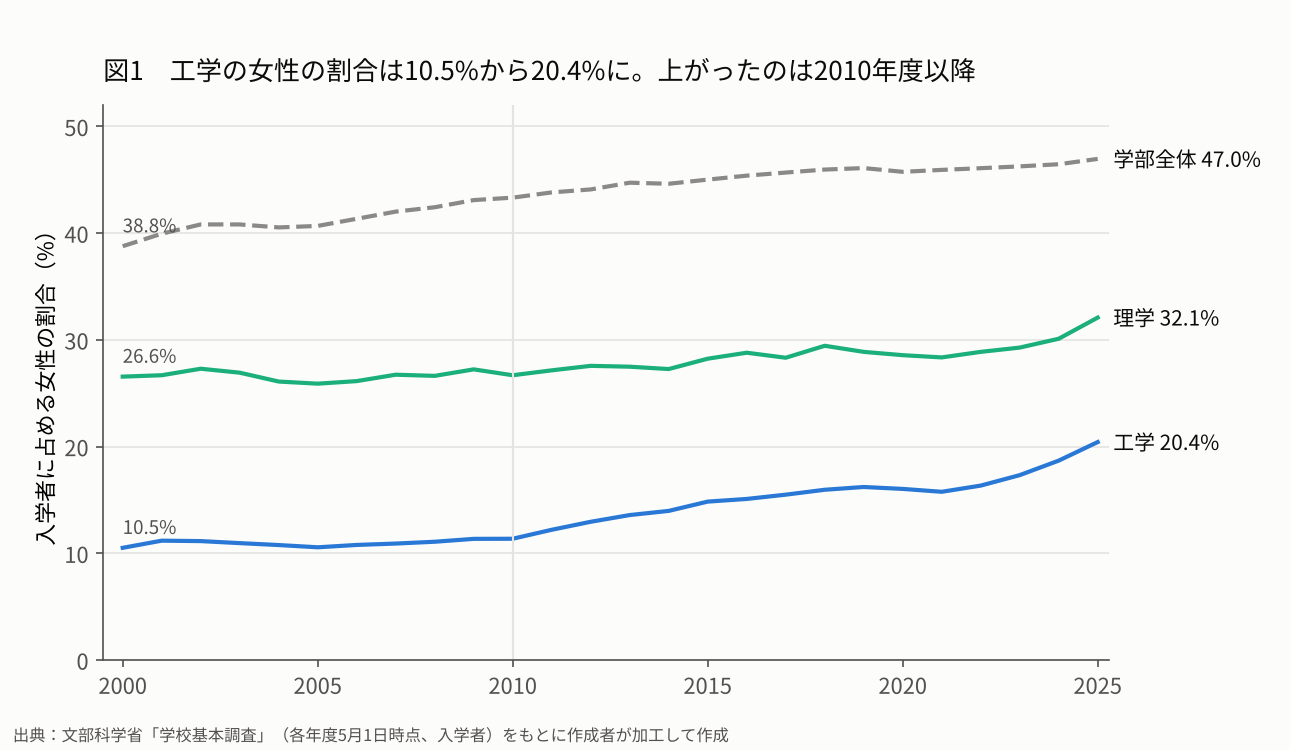 図1　工学の女性の割合は10.5%から20.4%に。上がったのは2010年度以降
入学者に占める女性の割合（%）
50
40
30
20
10
0
38.8%
26.6%
10.5%
学部全体 47.0%
理学 32.1%
工学 20.4%
2000
2005
2010
2015
2020
2025
出典：文部科学省「学校基本調査」（各年度5月1日時点、入学者）をもとに作成者が加工して作成